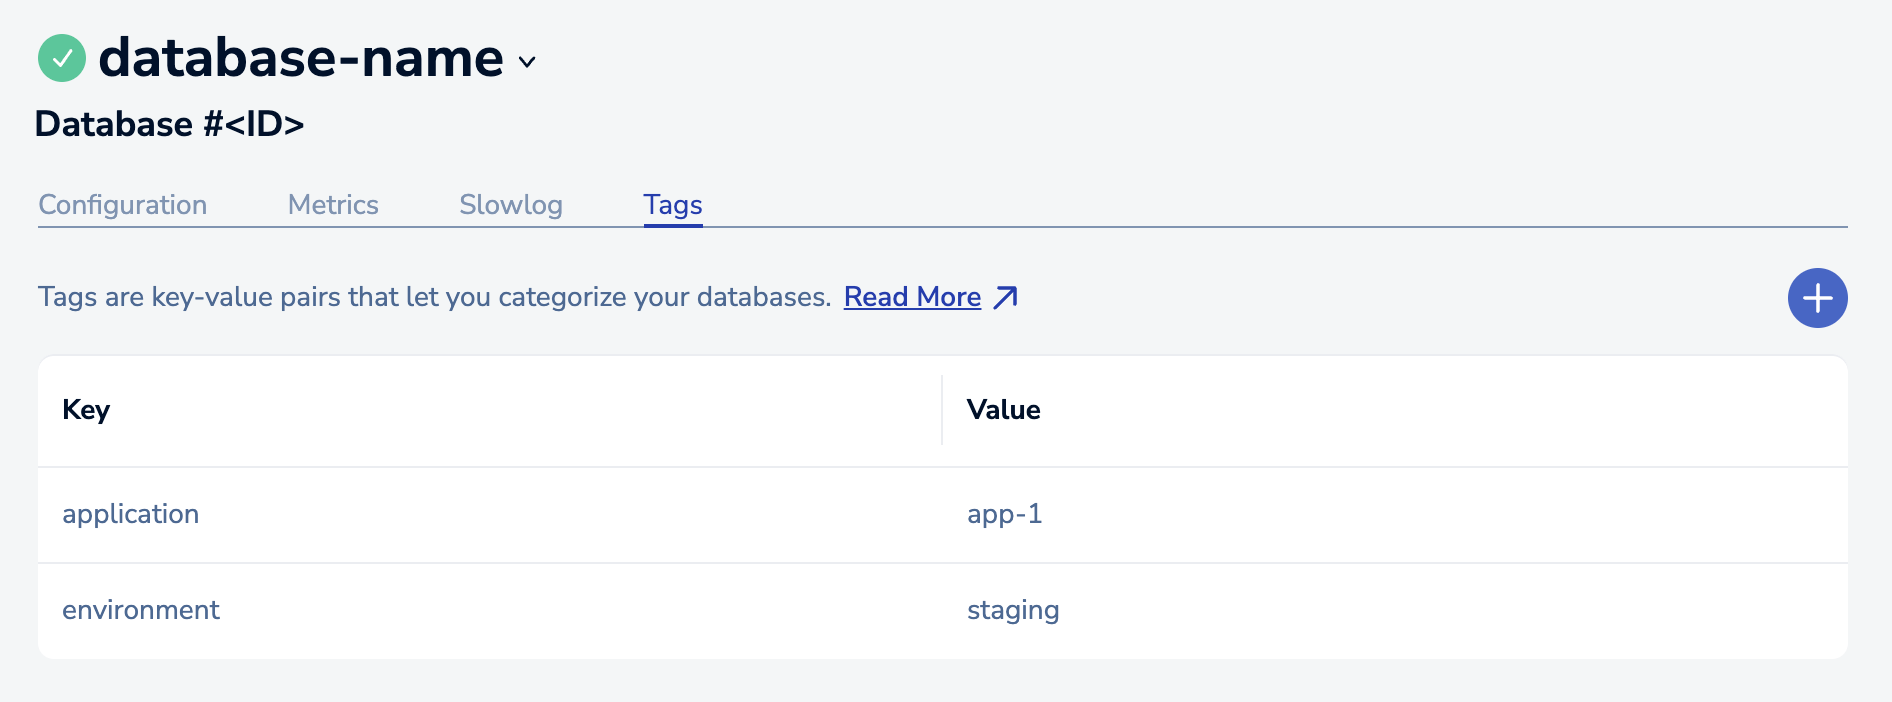 database-name
Database #<ID>
Configuration Metrics Slowlog Tags
Tags are key-value pairs that let you categorize your databases. Read More
Key Value
application app-1
environment staging